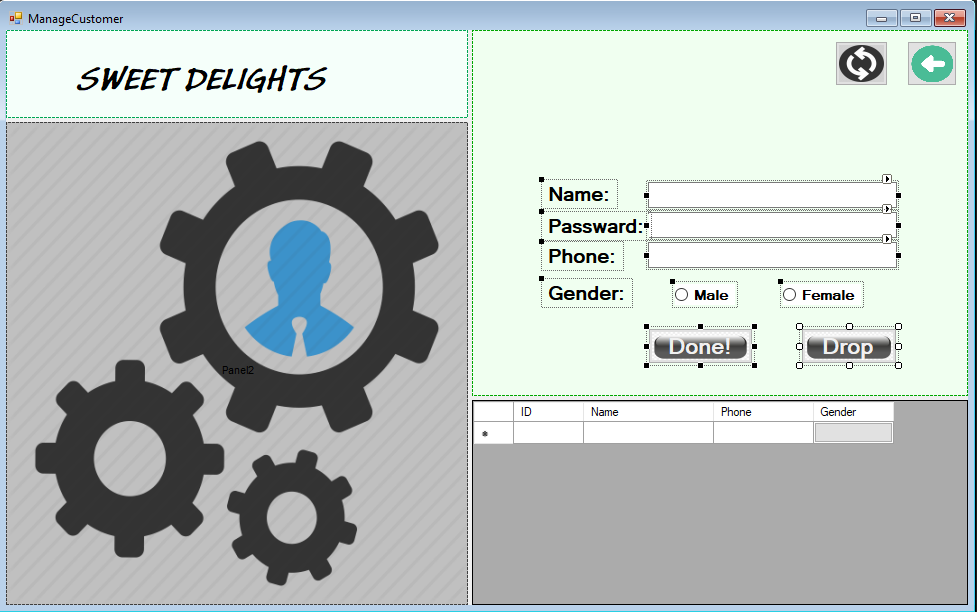 ManageCustomer
SWEET DELIGHTS
Panel2
Name:
Passward:
Phone:
Gender:
Male
Female
Done!
Drop
ID
Name
Phone
Gender